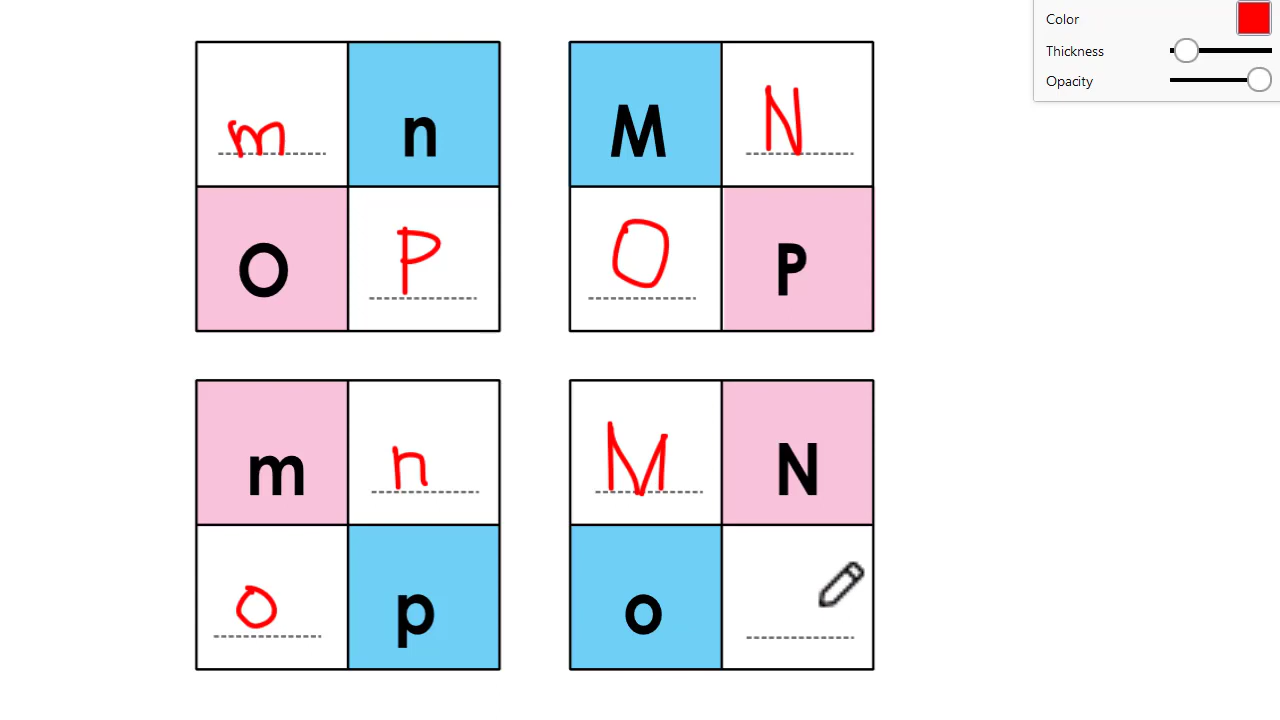 Color
Thickness
Opacity
m n M N
O P O P
m n M N
o p o